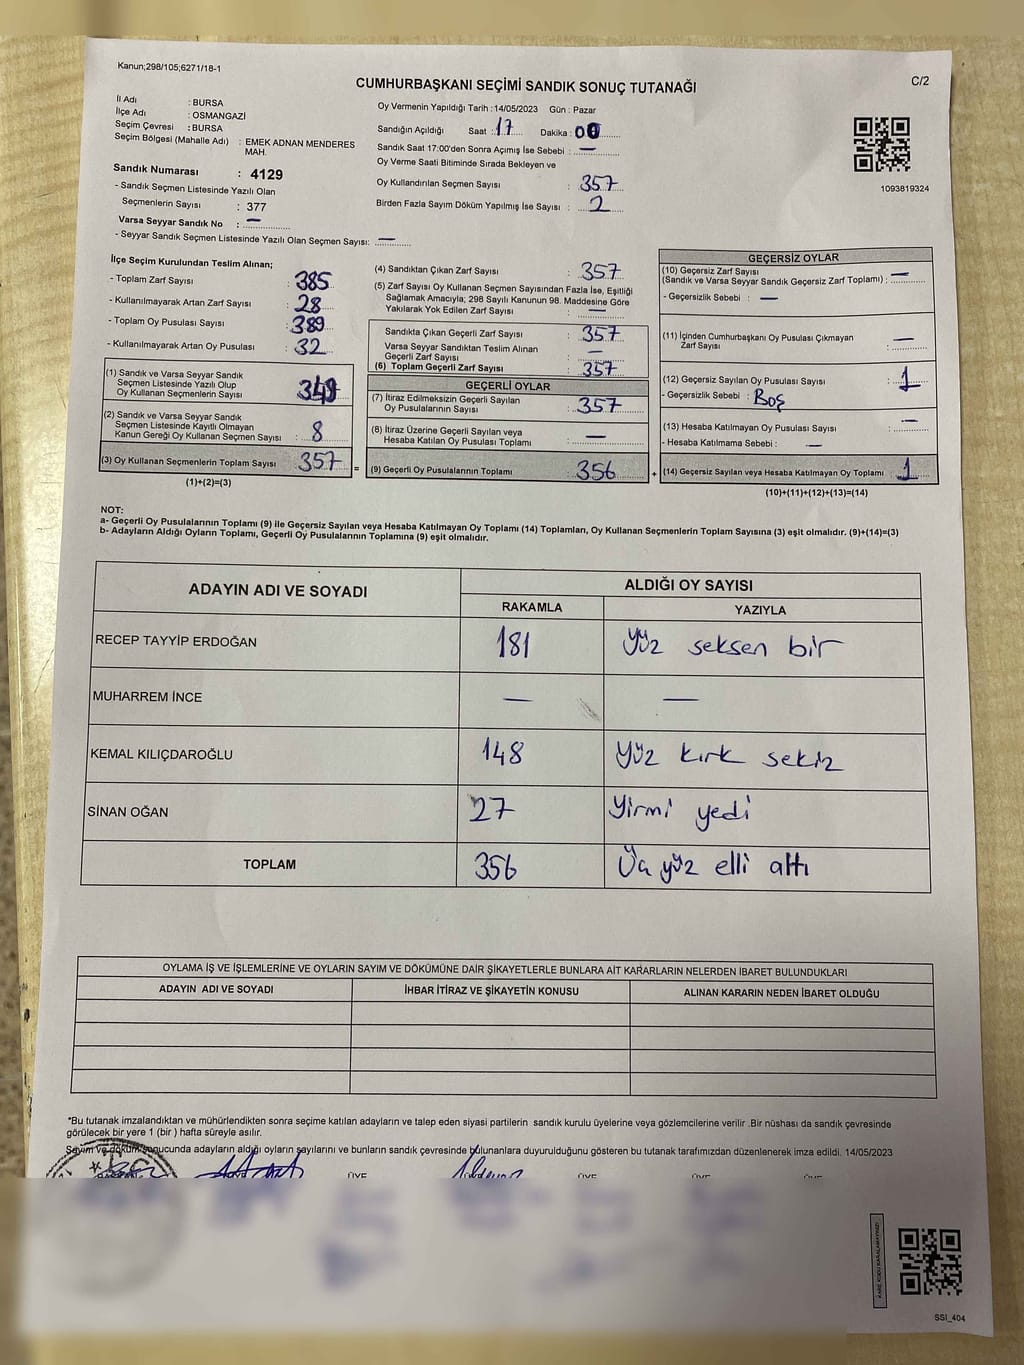 Kanun;298/105;6271/18-1
C/2
CUMHURBAŞKANI SEÇİMİ SANDIK SONUÇ TUTANAĞI
İl Adı : BURSA
İlçe Adı : OSMANGAZİ
Seçim Çevresi : BURSA
Seçim Bölgesi (Mahalle Adı) : EMEK ADNAN MENDERES MAH.
Sandık Numarası : 4129
- Sandık Seçmen Listesinde Yazılı Olan
Seçmenlerin Sayısı : 377
Varsa Seyyar Sandık No : —
- Seyyar Sandık Seçmen Listesinde Yazılı Olan Seçmen Sayısı: —
Oy Vermenin Yapıldığı Tarih :14/05/2023 Gün : Pazar
Sandığın Açıldığı Saat : 17 Dakika : 00
Sandık Saat 17:00'den Sonra Açımış İse Sebebi : —
Oy Verme Saati Bitiminde Sırada Bekleyen ve
Oy Kullandırılan Seçmen Sayısı : 357
Birden Fazla Sayım Döküm Yapılmış İse Sayısı : 2
1093819324
İlçe Seçim Kurulundan Teslim Alınan;
- Toplam Zarf Sayısı : 385
- Kullanılmayarak Artan Zarf Sayısı : 28
- Toplam Oy Pusulası Sayısı : 389
- Kullanılmayarak Artan Oy Pusulası : 32
(1) Sandık ve Varsa Seyyar Sandık
Seçmen Listesinde Yazılı Olup
Oy Kullanan Seçmenlerin Sayısı : 349
(2) Sandık ve Varsa Seyyar Sandık
Seçmen Listesinde Kayıtlı Olmayan
Kanun Gereği Oy Kullanan Seçmen Sayısı : 8
(3) Oy Kullanan Seçmenlerin Toplam Sayısı : 357 =
(1)+(2)=(3)
(4) Sandıktan Çıkan Zarf Sayısı : 357
(5) Zarf Sayısı Oy Kullanan Seçmen Sayısından Fazla İse, Eşitliği
Sağlamak Amacıyla; 298 Sayılı Kanunun 98. Maddesine Göre
Yakılarak Yok Edilen Zarf Sayısı : —
Sandıkta Çıkan Geçerli Zarf Sayısı : 357
Varsa Seyyar Sandıktan Teslim Alınan
Geçerli Zarf Sayısı : —
(6) Toplam Geçerli Zarf Sayısı : 357
GEÇERLİ OYLAR
(7) İtiraz Edilmeksizin Geçerli Sayılan
Oy Pusulalarının Sayısı : 357
(8) İtiraz Üzerine Geçerli Sayılan veya
Hesaba Katılan Oy Pusulası Toplamı : —
(9) Geçerli Oy Pusulalarının Toplamı 356 +
GEÇERSİZ OYLAR
(10) Geçersiz Zarf Sayısı
(Sandık ve Varsa Seyyar Sandık Geçersiz Zarf Toplamı) : —
- Geçersizlik Sebebi : —
(11) İçinden Cumhurbaşkanı Oy Pusulası Çıkmayan
Zarf Sayısı : —
(12) Geçersiz Sayılan Oy Pusulası Sayısı : 1
- Geçersizlik Sebebi : Boş
(13) Hesaba Katılmayan Oy Pusulası Sayısı : —
- Hesaba Katılmama Sebebi : —
(14) Geçersiz Sayılan veya Hesaba Katılmayan Oy Toplamı : 1
(10)+(11)+(12)+(13)=(14)
NOT:
a- Geçerli Oy Pusulalarının Toplamı (9) ile Geçersiz Sayılan veya Hesaba Katılmayan Oy Toplamı (14) Toplamları, Oy Kullanan Seçmenlerin Toplam Sayısına (3) eşit olmalıdır. (9)+(14)=(3)
b- Adayların Aldığı Oyların Toplamı, Geçerli Oy Pusulalarının Toplamına (9) eşit olmalıdır.
ADAYIN ADI VE SOYADI ALDIĞI OY SAYISI
RAKAMLA YAZIYLA
RECEP TAYYİP ERDOĞAN 181 Yüz seksen bir
MUHARREM İNCE — —
KEMAL KILIÇDAROĞLU 148 Yüz kırk sekiz
SİNAN OĞAN 27 Yirmi yedi
TOPLAM 356 Üç yüz elli altı
OYLAMA İŞ VE İŞLEMLERİNE VE OYLARIN SAYIM VE DÖKÜMÜNE DAİR ŞİKAYETLERLE BUNLARA AİT KARARLARIN NELERDEN İBARET BULUNDUKLARI
ADAYIN ADI VE SOYADI İHBAR İTİRAZ VE ŞİKAYETİN KONUSU ALINAN KARARIN NEDEN İBARET OLDUĞU
*Bu tutanak imzalandıktan ve mühürlendikten sonra seçime katılan adayların ve talep eden siyasi partilerin sandık kurulu üyelerine veya gözlemcilerine verilir .Bir nüshası da sandık çevresinde
görülecek bir yere 1 (bir ) hafta süreyle asılır.
Sayım ve döküm sonucunda adayların aldığı oyların sayılarını ve bunların sandık çevresinde bulunanlara duyurulduğunu gösteren bu tutanak tarafımızdan düzenlenerek imza edildi. 14/05/2023
BAŞKAN ÜYE ÜYE ÜYE ÜYE
KARE KODU KARALAMAYINIZ!
SSI_404